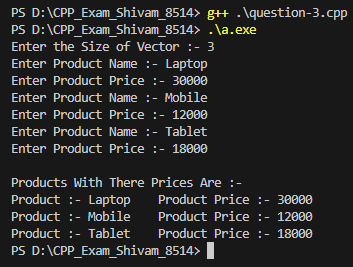 PS D:\CPP_Exam_Shivam_8514> g++ .\question-3.cpp
PS D:\CPP_Exam_Shivam_8514> .\a.exe
Enter the Size of Vector :- 3
Enter Product Name :- Laptop
Enter Product Price :- 30000
Enter Product Name :- Mobile
Enter Product Price :- 12000
Enter Product Name :- Tablet
Enter Product Price :- 18000
Products With There Prices Are :-
Product :- Laptop    Product Price :- 30000
Product :- Mobile    Product Price :- 12000
Product :- Tablet    Product Price :- 18000
PS D:\CPP_Exam_Shivam_8514>